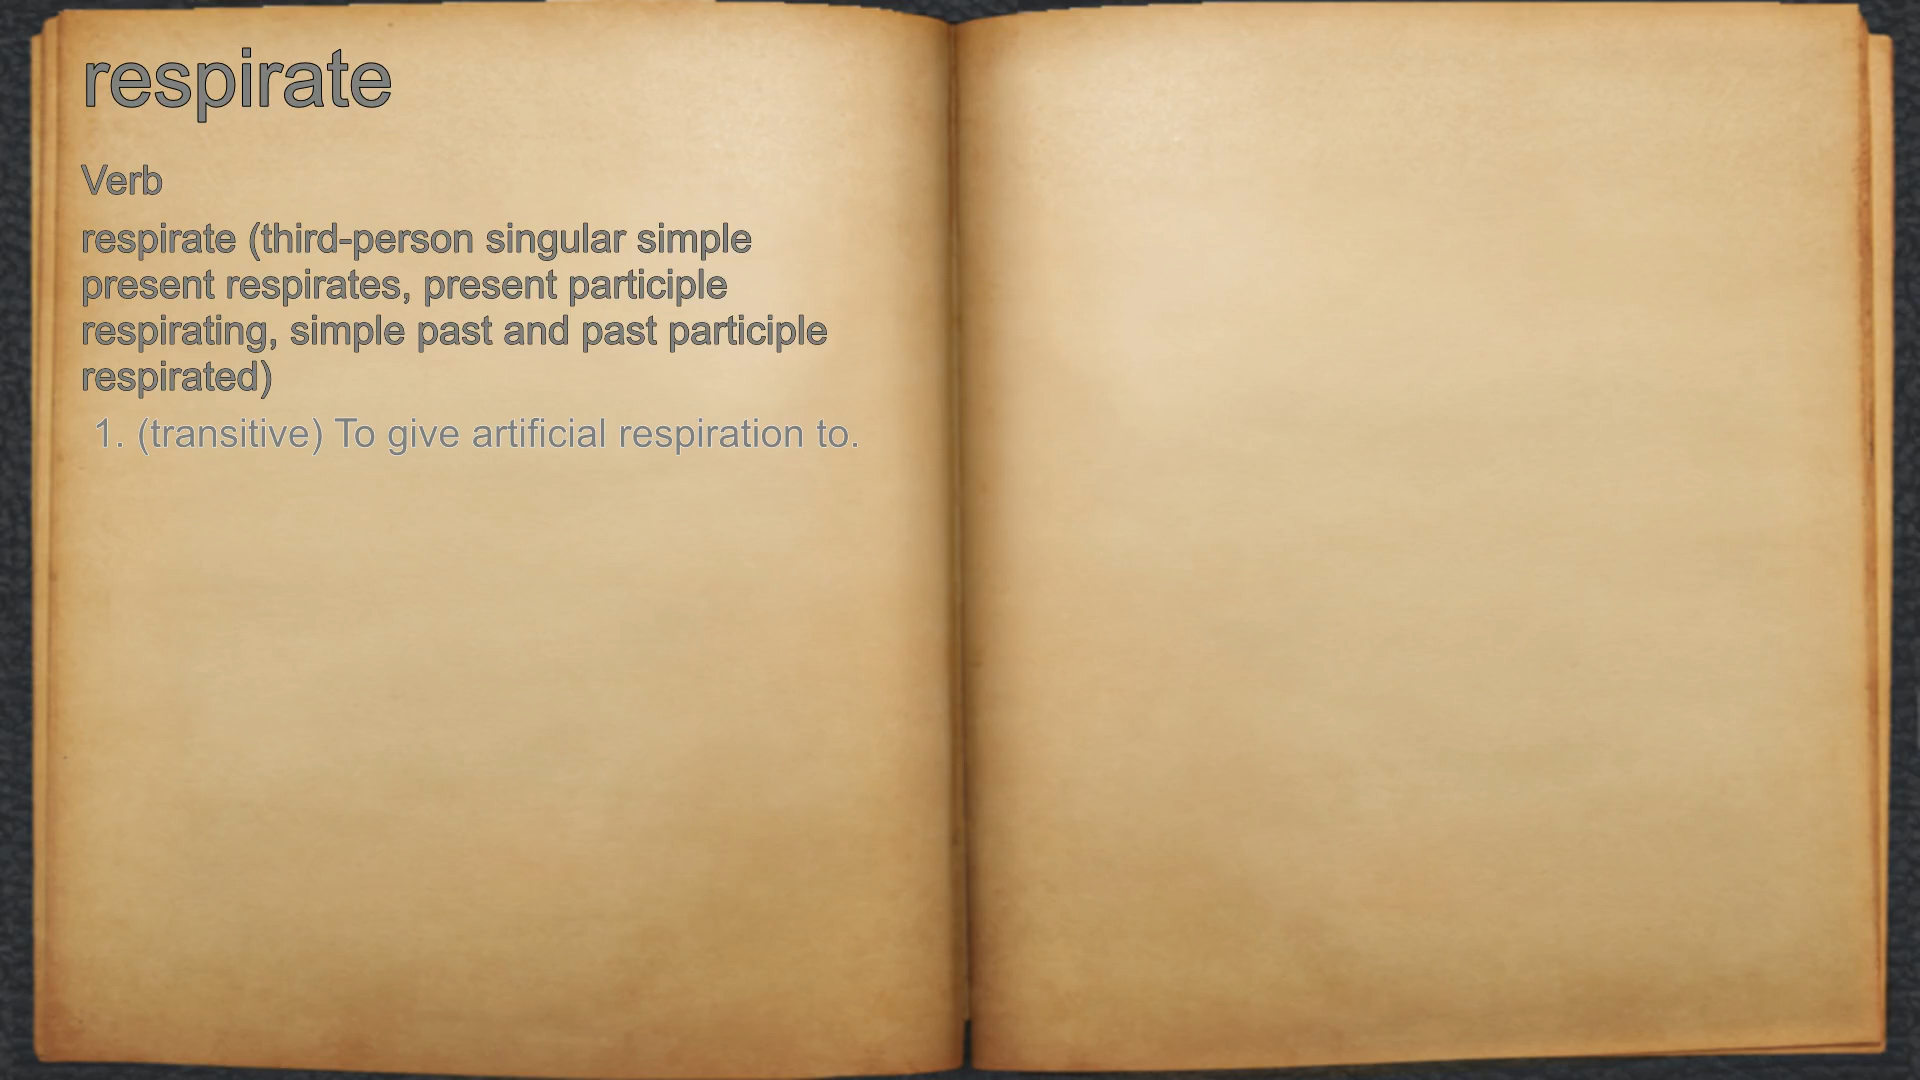 respirate
Verb
respirate (third-person singular simple
present respirates, present participle
respirating, simple past and past participle
respirated)
1. (transitive) To give artificial respiration to.